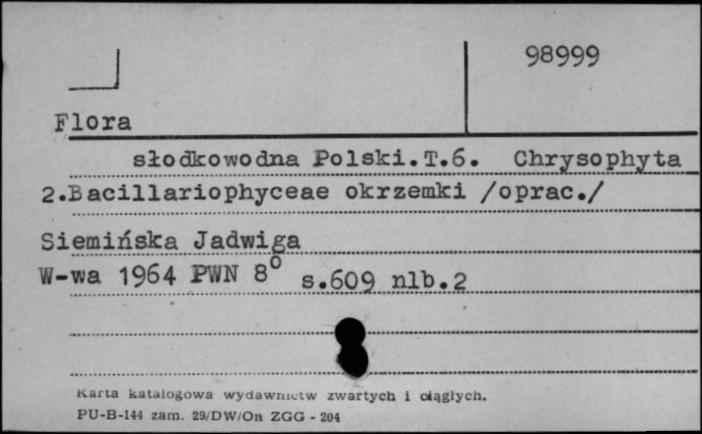 98999
Flora
słodkowodna Polski.T.6. Chrysophyta
2.Bacillariophyceae okrzemki /oprac./
Siemińska Jadwiga
W-wa 1964 PWN 8° s.609 nlb.2
Karta katalogowa wydawnictw zwartych i ciągłych.
PU-B-144 zam. 29/DW/On ZGG - 204